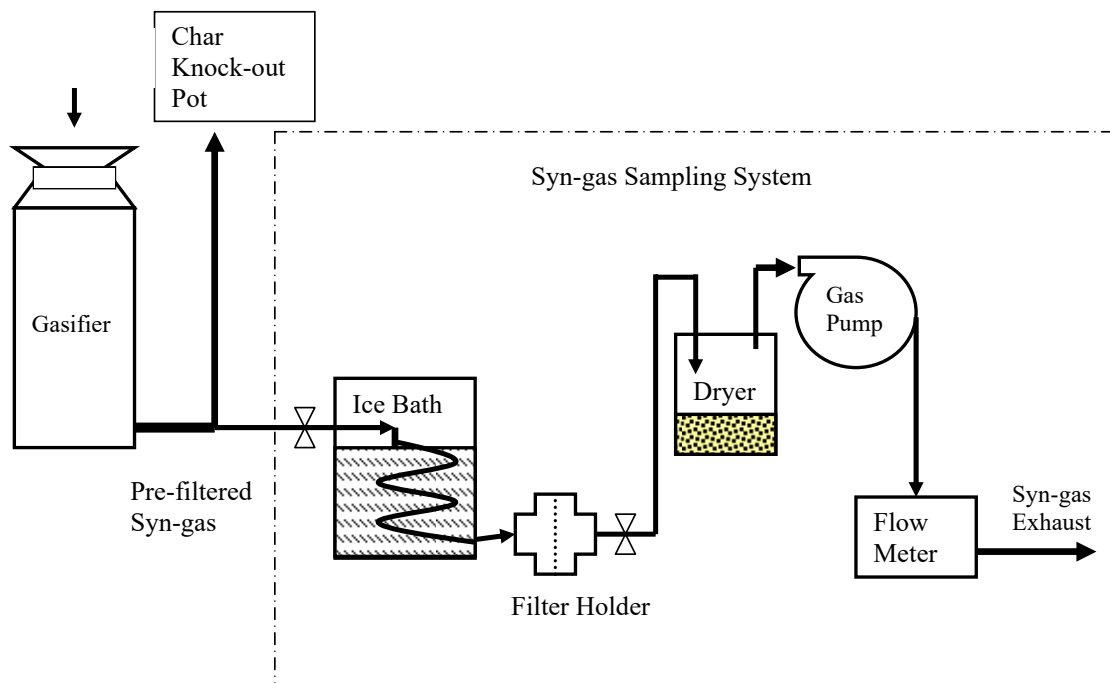 Char
Knock-out
Pot
Syn-gas Sampling System
Gasifier
Gas
Pump
Ice Bath
Dryer
Pre-filtered
Syn-gas
Syn-gas
Exhaust
Flow
Meter
Filter Holder